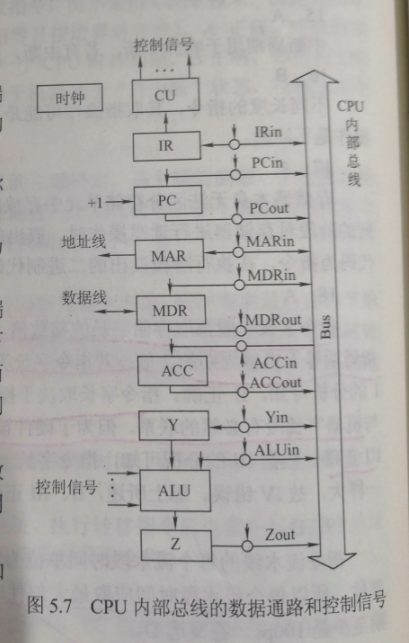 控制信号
…
时钟
CU
CPU内部总线
IR
IRin
PCin
+1
PC
PCout
地址线
MAR
MARin
MDRin
数据线
MDR
MDRout
Bus
ACC
ACCin
ACCout
Y
Yin
ALUin
控制信号
⋮
ALU
Z
Zout
图 5.7 CPU 内部总线的数据通路和控制信号